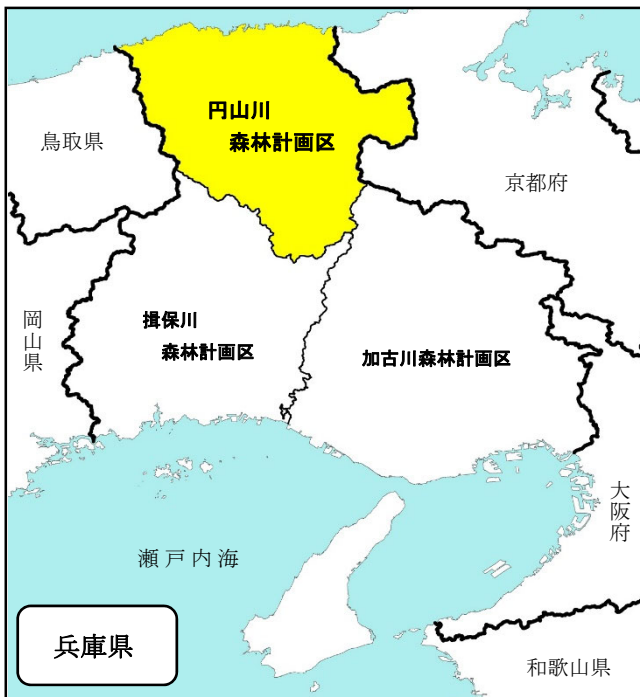 円山川
森林計画区
鳥取県
京都府
岡山県
揖保川
森林計画区
加古川森林計画区
大阪府
瀬戸内海
兵庫県
和歌山県